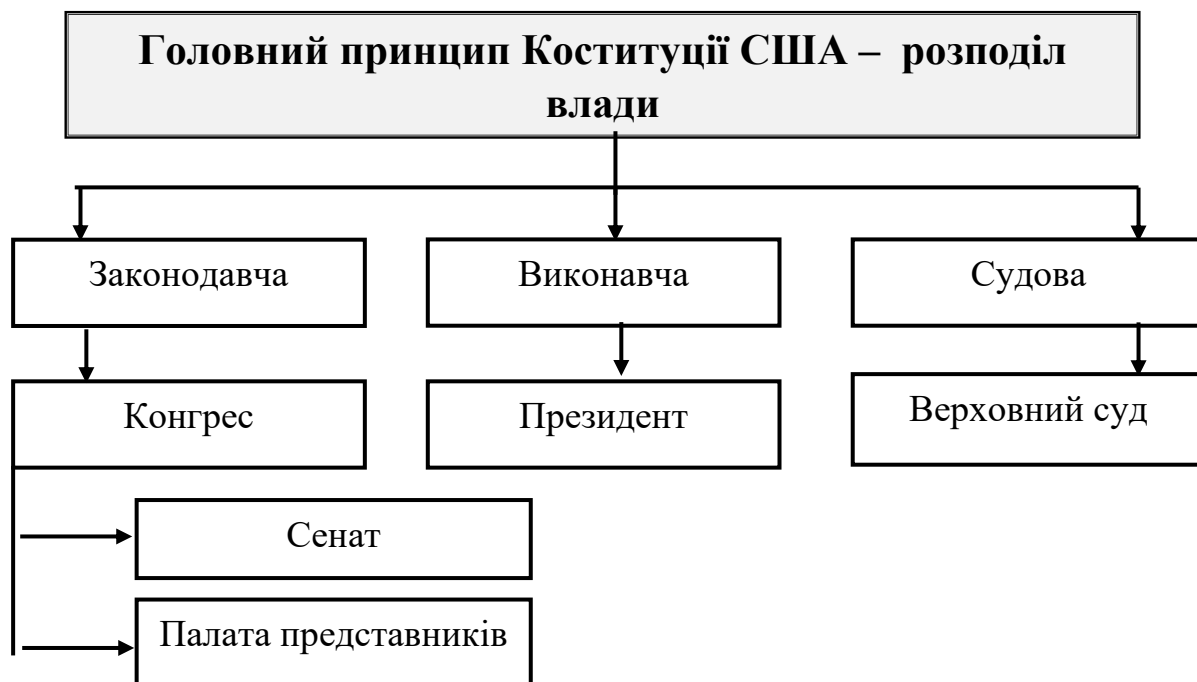 Головний принцип Коституції США – розподіл
влади
Законодавча
Виконавча
Судова
Конгрес
Президент
Верховний суд
Сенат
Палата представників